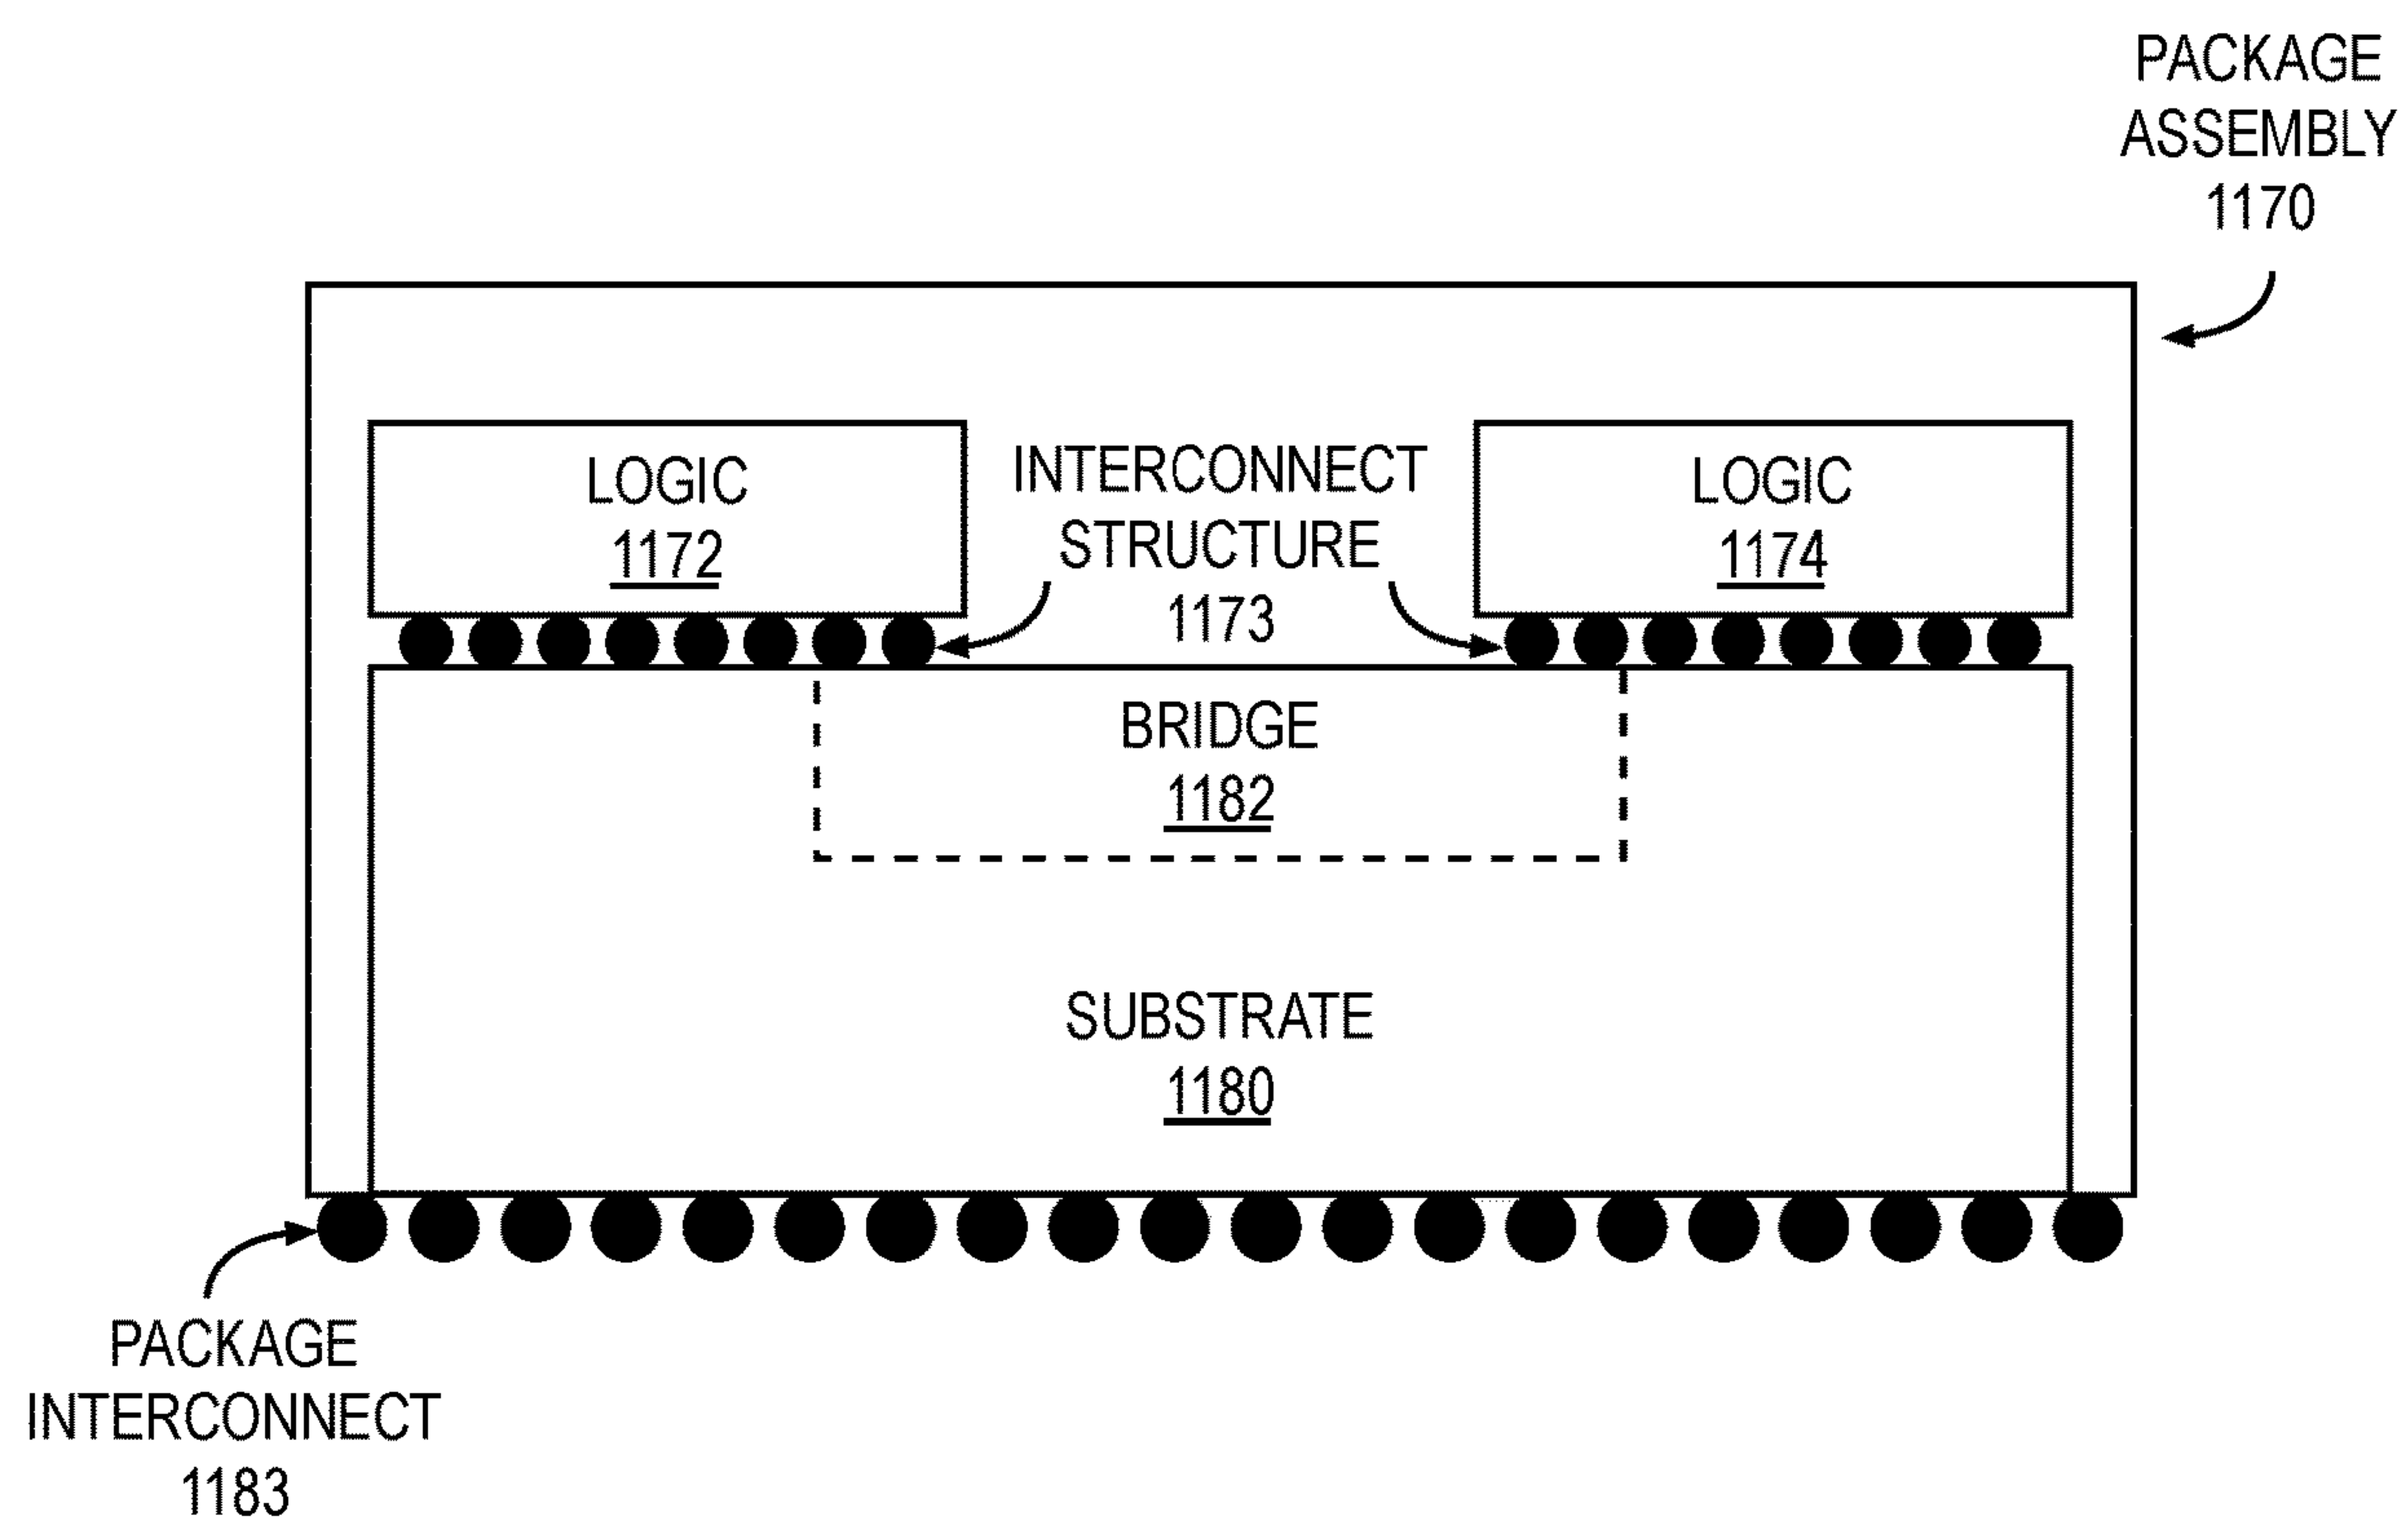 PACKAGE
ASSEMBLY
1170
LOGIC
1172
INTERCONNECT
STRUCTURE
1173
LOGIC
1174
BRIDGE
1182
SUBSTRATE
1180
PACKAGE
INTERCONNECT
1183